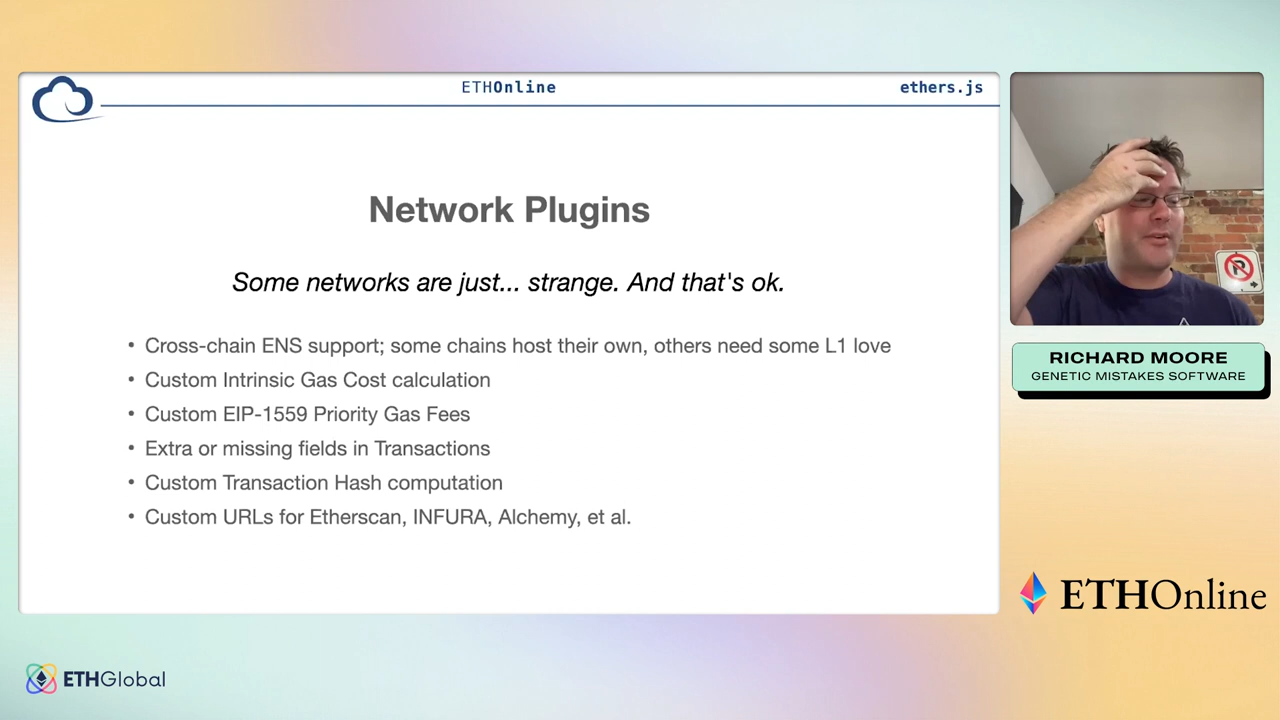 ETHOnline
ethers.js
Network Plugins
Some networks are just... strange. And that's ok.
• Cross-chain ENS support; some chains host their own, others need some L1 love
• Custom Intrinsic Gas Cost calculation
• Custom EIP-1559 Priority Gas Fees
• Extra or missing fields in Transactions
• Custom Transaction Hash computation
• Custom URLs for Etherscan, INFURA, Alchemy, et al.
P
RICHARD MOORE
GENETIC MISTAKES SOFTWARE
ETHOnline
ETHGlobal